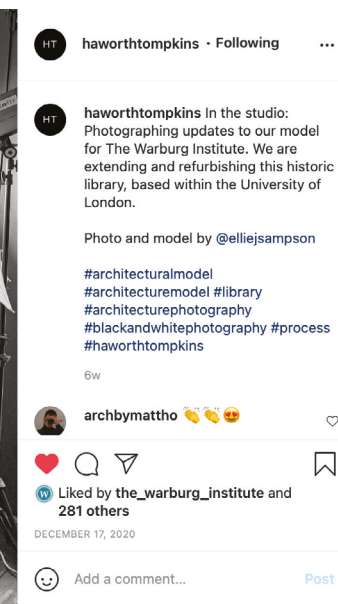 HT haworthtompkins • Following ...
HT haworthtompkins In the studio:
Photographing updates to our model
for The Warburg Institute. We are
extending and refurbishing this historic
library, based within the University of
London.
Photo and model by @elliejsampson
#architecturalmodel
#architecturemodel #library
#architecturephotography
#blackandwhitephotography #process
#haworthtompkins
6w
archbymattho 👏👏😍
W Liked by the_warburg_institute and
281 others
DECEMBER 17, 2020
Add a comment...
Post